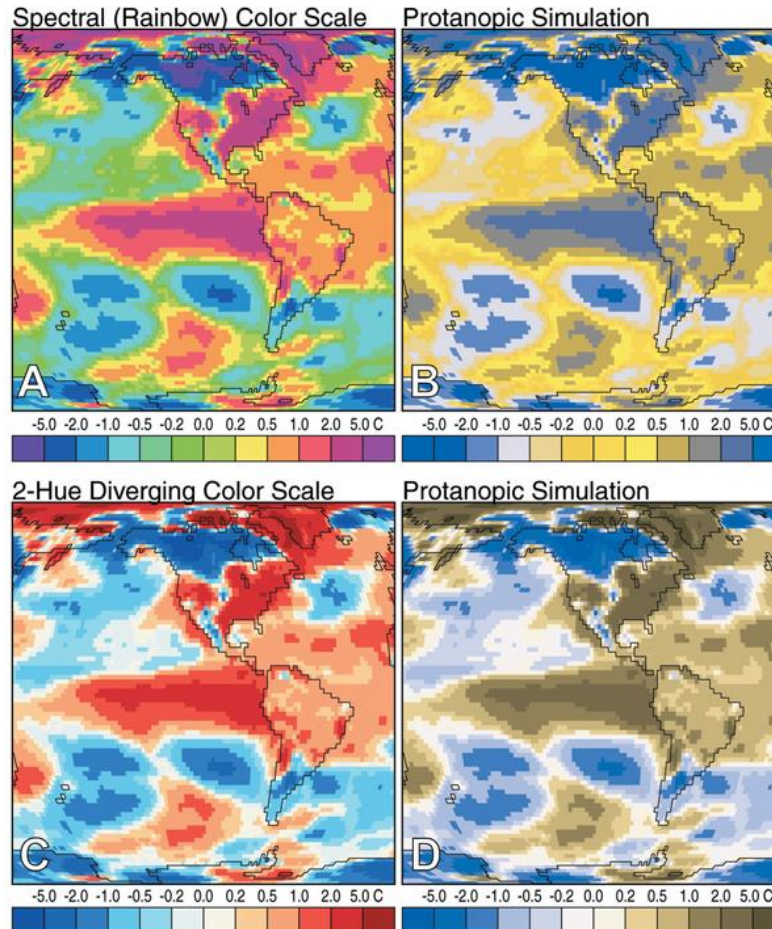 Spectral (Rainbow) Color Scale
Protanopic Simulation
A
B
-5.0 -2.0 -1.0 -0.5 -0.2 0.0 0.2 0.5 1.0 2.0 5.0 C
-5.0 -2.0 -1.0 -0.5 -0.2 0.0 0.2 0.5 1.0 2.0 5.0 C
2-Hue Diverging Color Scale
Protanopic Simulation
C
D
-5.0 -2.0 -1.0 -0.5 -0.2 0.0 0.2 0.5 1.0 2.0 5.0 C
-5.0 -2.0 -1.0 -0.5 -0.2 0.0 0.2 0.5 1.0 2.0 5.0 C